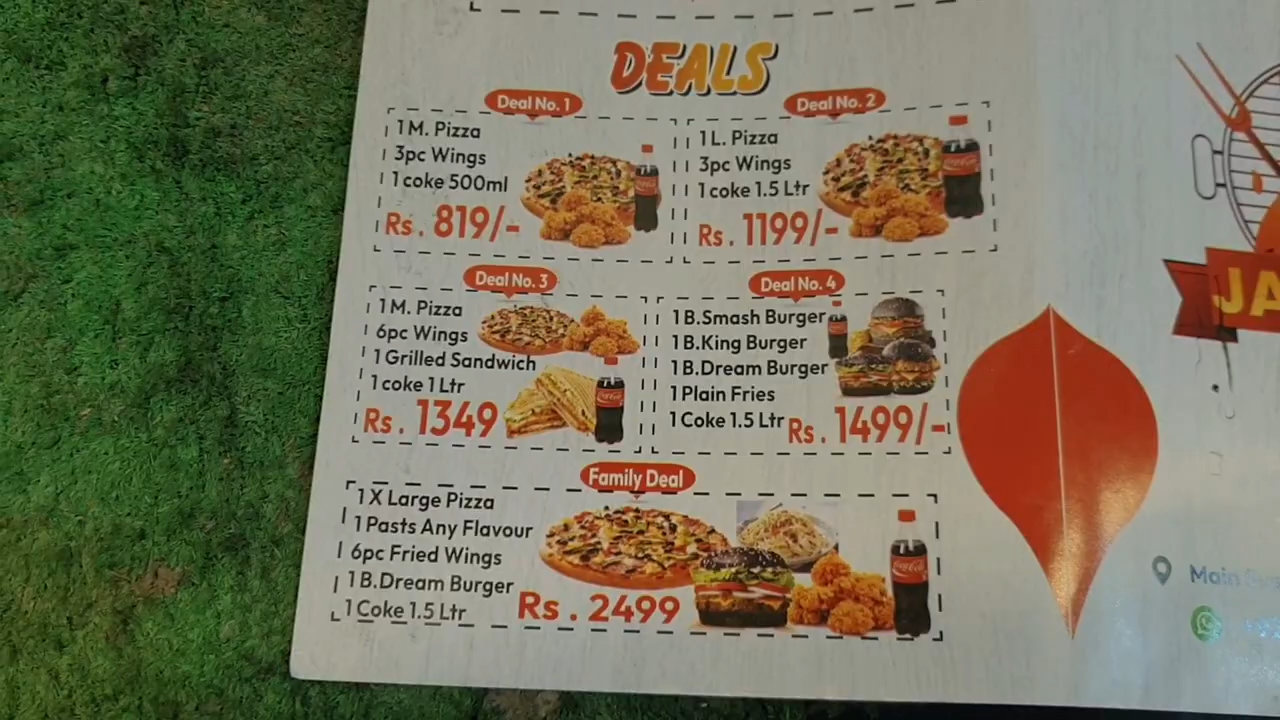 DEALS
Deal No. 1
1 M. Pizza
3pc Wings
1 coke 500ml
Rs. 819/-
Deal No. 2
1 L. Pizza
3pc Wings
1 coke 1.5 Ltr
Rs. 1199/-
Deal No. 3
1 M. Pizza
6pc Wings
1 Grilled Sandwich
1 coke 1 Ltr
Rs. 1349
Deal No. 4
1 B.Smash Burger
1 B.King Burger
1 B.Dream Burger
1 Plain Fries
1 Coke 1.5 Ltr
Rs. 1499/-
Family Deal
1 X Large Pizza
1 Pasts Any Flavour
6pc Fried Wings
1 B.Dream Burger
1 Coke 1.5 Ltr
Rs. 2499
JA
Main